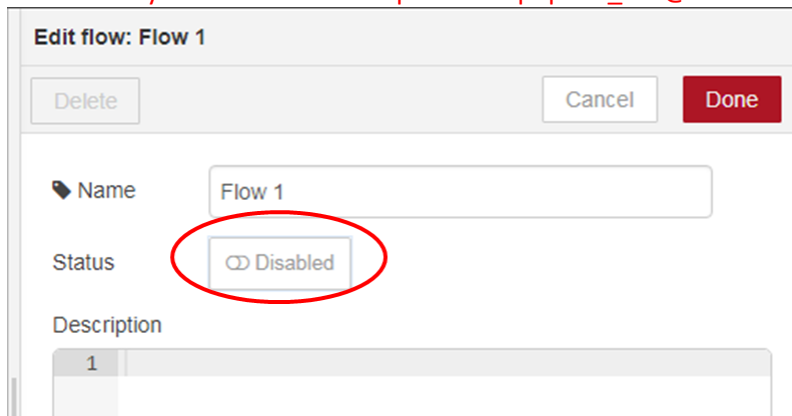 Edit flow: Flow 1
Delete Cancel Done
Name Flow 1
Status Disabled
Description
1